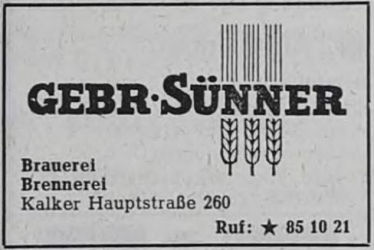 GEBR·SÜNNER
Brauerei
Brennerei
Kalker Hauptstraße 260
Ruf: ★ 85 10 21